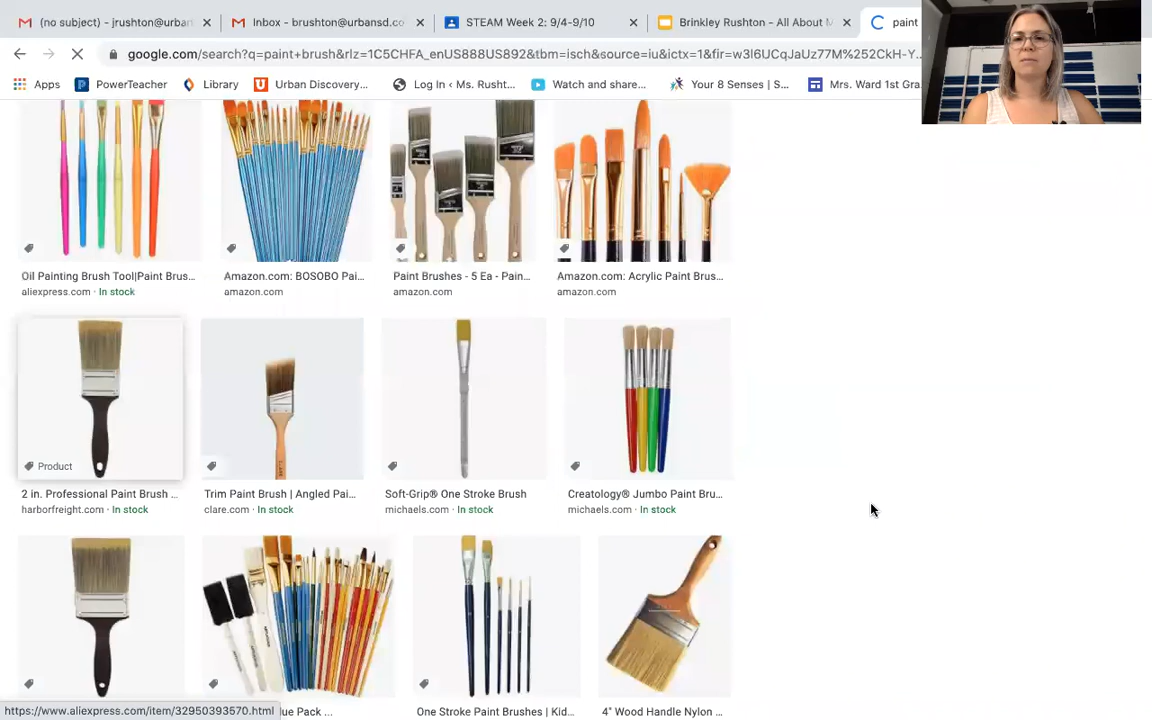 (no subject) - jrushton@urban
Inbox - brushton@urbansd.co
STEAM Week 2: 9/4-9/10
Brinkley Rushton - All About M
paint
google.com/search?q=paint+brush&rlz=1C5CHFA_enUS888US892&tbm=isch&source=iu&ictx=1&fir=w3l6UCqJaUz77M%252CkH-Y...
Apps
PowerTeacher
Library
Urban Discovery...
Log In ‹ Ms. Rusht...
Watch and share...
Your 8 Senses | S...
Mrs. Ward 1st Gra
Oil Painting Brush Tool|Paint Brus...
Amazon.com: BOSOBO Pai...
Paint Brushes - 5 Ea - Pain...
Amazon.com: Acrylic Paint Brus...
aliexpress.com · In stock
amazon.com
amazon.com
amazon.com
Product
2 in. Professional Paint Brush ...
Trim Paint Brush | Angled Pai...
Soft-Grip® One Stroke Brush
Creatology® Jumbo Paint Bru...
harborfreight.com · In stock
clare.com · In stock
michaels.com · In stock
michaels.com · In stock
https://www.aliexpress.com/item/32950393570.html
lue Pack ...
One Stroke Paint Brushes | Kid...
4" Wood Handle Nylon ...